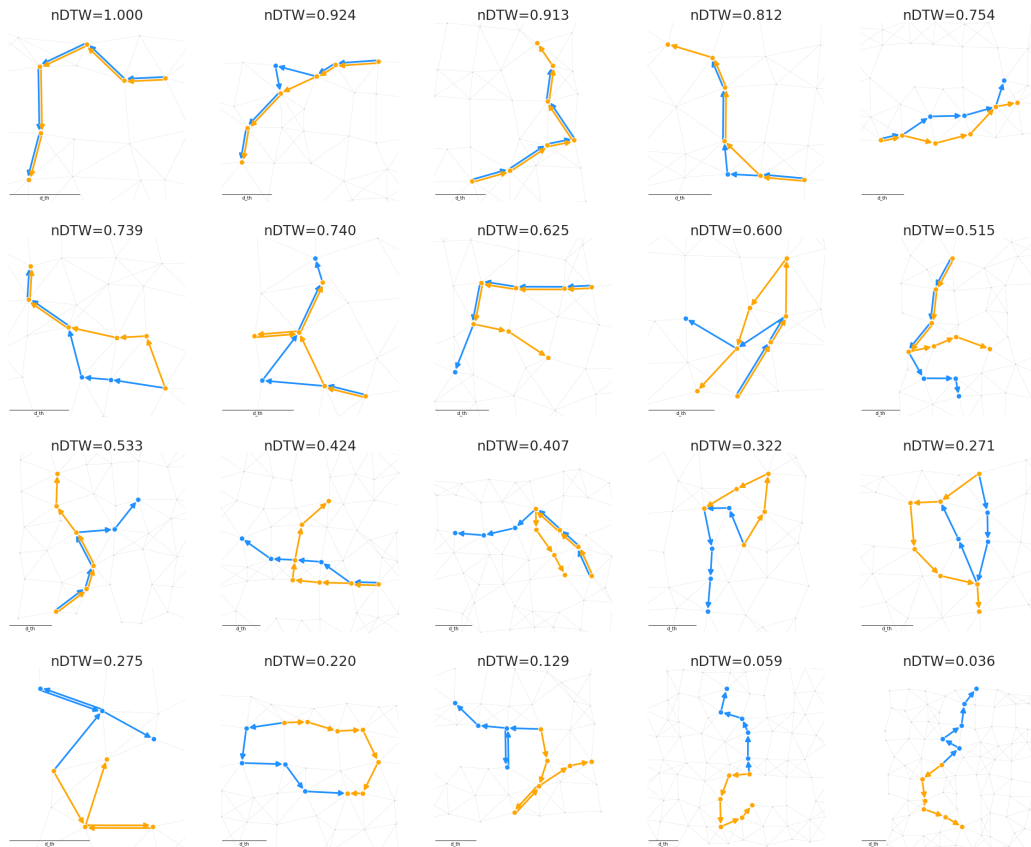 nDTW=1.000
nDTW=0.924
nDTW=0.913
nDTW=0.812
nDTW=0.754
d_th
d_th
d_th
d_th
d_th
nDTW=0.739
nDTW=0.740
nDTW=0.625
nDTW=0.600
nDTW=0.515
d_th
d_th
d_th
d_th
d_th
nDTW=0.533
nDTW=0.424
nDTW=0.407
nDTW=0.322
nDTW=0.271
d_th
d_th
d_th
d_th
d_th
nDTW=0.275
nDTW=0.220
nDTW=0.129
nDTW=0.059
nDTW=0.036
d_th
d_th
d_th
d_th
d_th